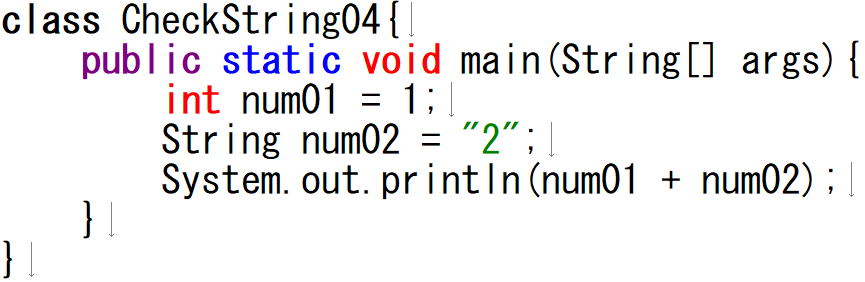 class CheckString04{
    public static void main(String[] args){
        int num01 = 1;
        String num02 = "2";
        System.out.println(num01 + num02);
    }
}